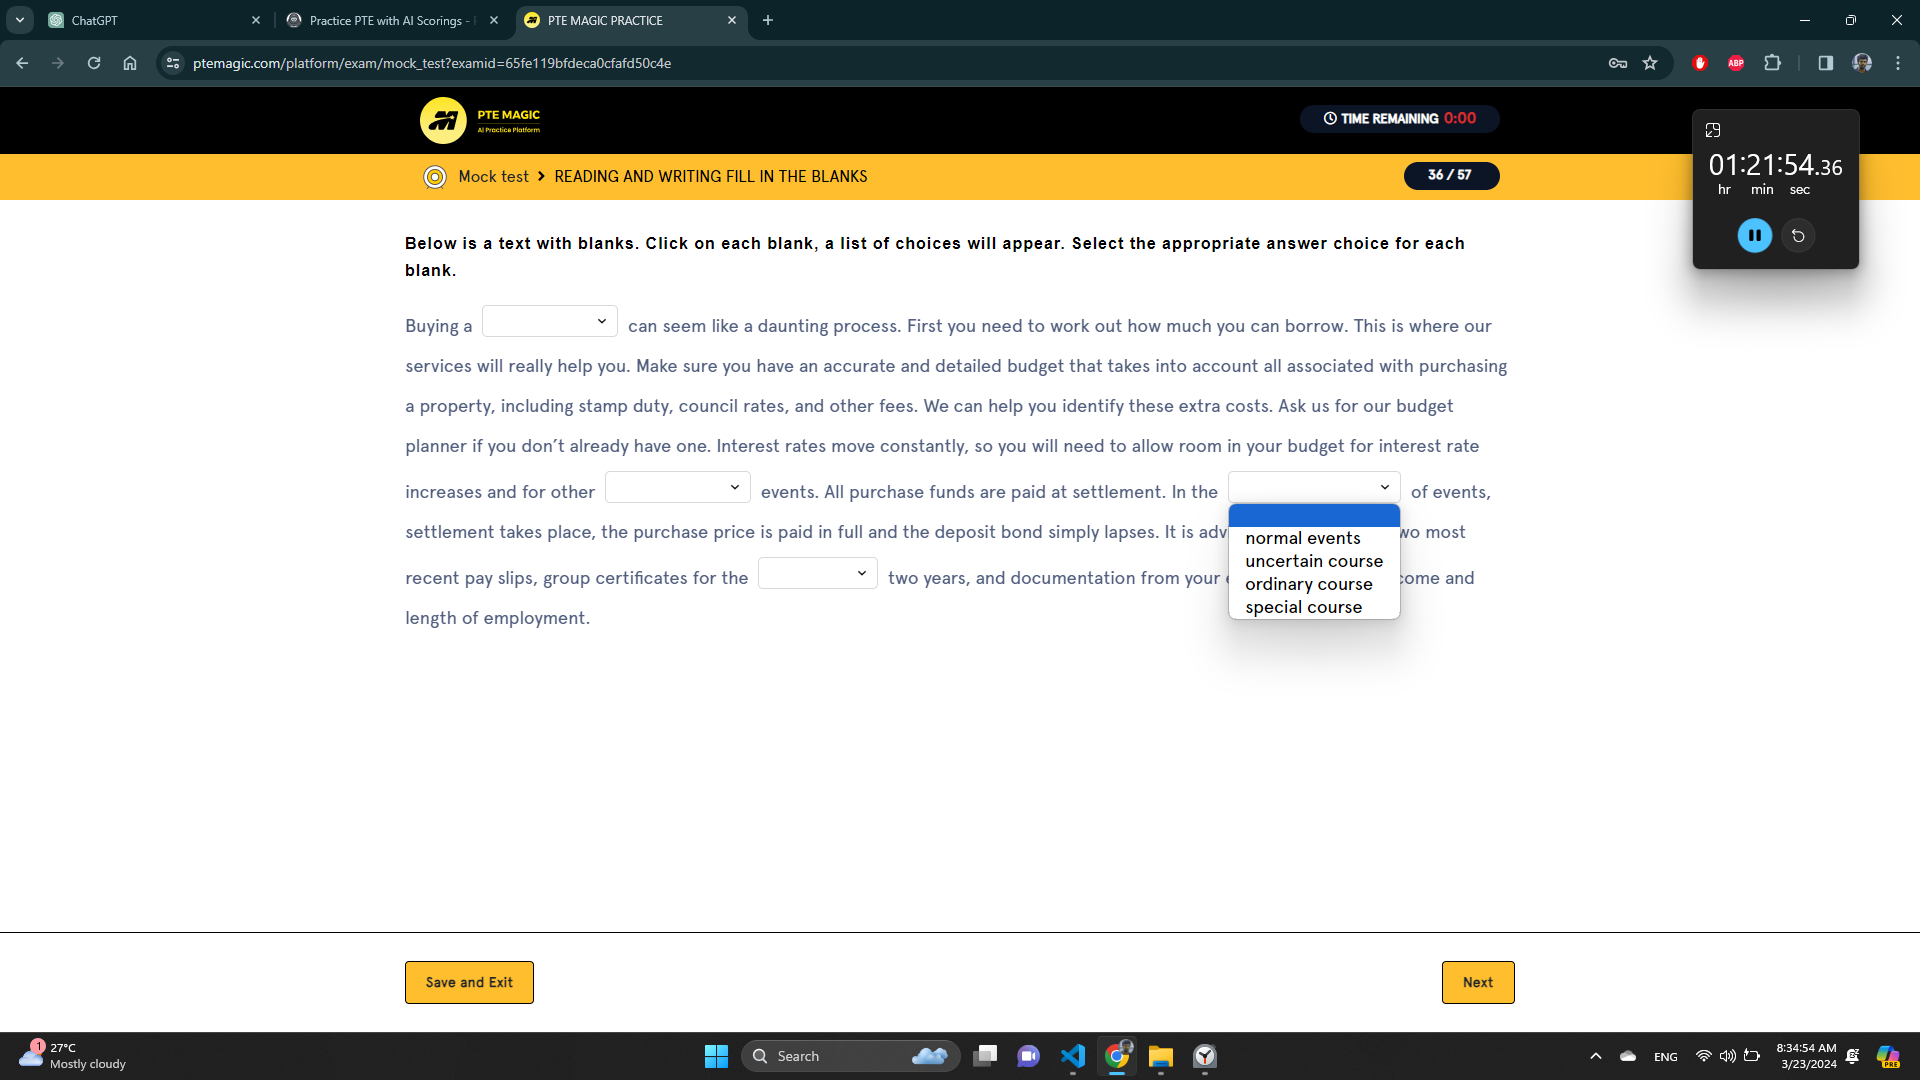 ChatGPT
Practice PTE with AI Scorings -
PTE MAGIC PRACTICE
ptemagic.com/platform/exam/mock_test?examid=65fe119bfdeca0cfafd50c4e
ABP
PTE MAGIC
AI Practice Platform
TIME REMAINING 0:00
01:21:54.36
hr min sec
Mock test > READING AND WRITING FILL IN THE BLANKS
36 / 57
Below is a text with blanks. Click on each blank, a list of choices will appear. Select the appropriate answer choice for each
blank.
Buying a can seem like a daunting process. First you need to work out how much you can borrow. This is where our
services will really help you. Make sure you have an accurate and detailed budget that takes into account all associated with purchasing
a property, including stamp duty, council rates, and other fees. We can help you identify these extra costs. Ask us for our budget
planner if you don’t already have one. Interest rates move constantly, so you will need to allow room in your budget for interest rate
increases and for other events. All purchase funds are paid at settlement. In the of events,
settlement takes place, the purchase price is paid in full and the deposit bond simply lapses. It is adv wo most
recent pay slips, group certificates for the two years, and documentation from your come and
length of employment.
normal events
uncertain course
ordinary course
special course
Save and Exit
Next
1
27°C
Mostly cloudy
Search
ENG
8:34:54 AM
3/23/2024
PRE